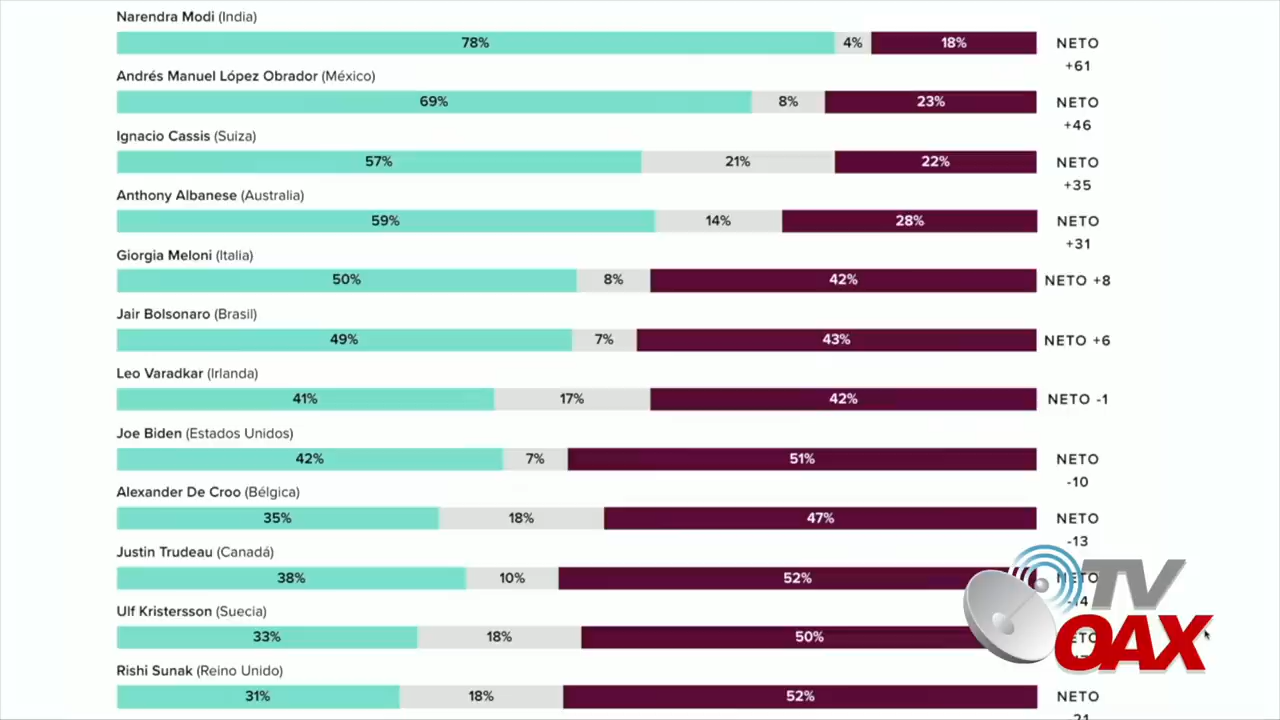 Narendra Modi (India)
78% 4% 18% NETO
+61
Andrés Manuel López Obrador (México)
69% 8% 23% NETO
+46
Ignacio Cassis (Suiza)
57% 21% 22% NETO
+35
Anthony Albanese (Australia)
59% 14% 28% NETO
+31
Giorgia Meloni (Italia)
50% 8% 42% NETO +8
Jair Bolsonaro (Brasil)
49% 7% 43% NETO +6
Leo Varadkar (Irlanda)
41% 17% 42% NETO -1
Joe Biden (Estados Unidos)
42% 7% 51% NETO
-10
Alexander De Croo (Bélgica)
35% 18% 47% NETO
-13
Justin Trudeau (Canadá)
38% 10% 52% NETO
-14
Ulf Kristersson (Suecia)
33% 18% 50%
Rishi Sunak (Reino Unido)
31% 18% 52% NETO
TV
OAX